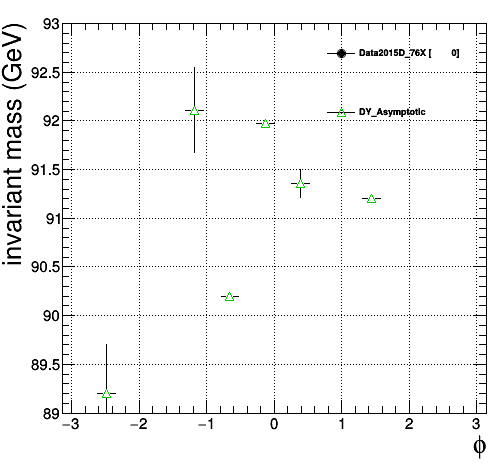 93
92.5
92
91.5
91
90.5
90
89.5
89
invariant mass (GeV)
Data2015D_76X [ 0]
DY_Asymptotic
−3 −2 −1 0 1 2 3
ϕ